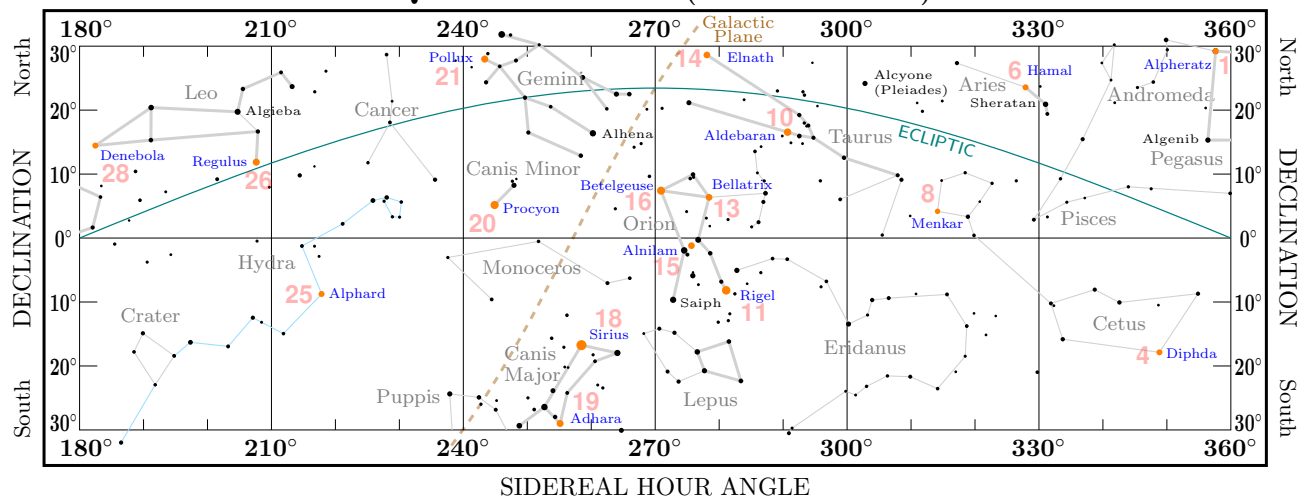 180° 210° 240° 270° 300° 330° 360°
North
DECLINATION
South
30°
20°
10°
0°
10°
20°
30°
Galactic
Plane
Pollux
21
Gemini
14
Elnath
Alcyone
(Pleiades)
6
Hamal
Aries
Sheratan
Alpheratz
1
Andromeda
Leo
Algieba
Cancer
Alhena
10
Aldebaran
Taurus
ECLIPTIC
Algenib
Pegasus
Denebola
28
Regulus
26
Canis Minor
Betelgeuse
16
Bellatrix
13
8
Menkar
Pisces
20
Procyon
Orion
Hydra
Monoceros
Alnilam
15
25
Alphard
Saiph
Rigel
11
Crater
18
Sirius
Canis
Major
Eridanus
Cetus
4
Diphda
Puppis
19
Adhara
Lepus
30°
20°
10°
0°
10°
20°
30°
North
DECLINATION
South
180° 210° 240° 270° 300° 330° 360°
SIDEREAL HOUR ANGLE